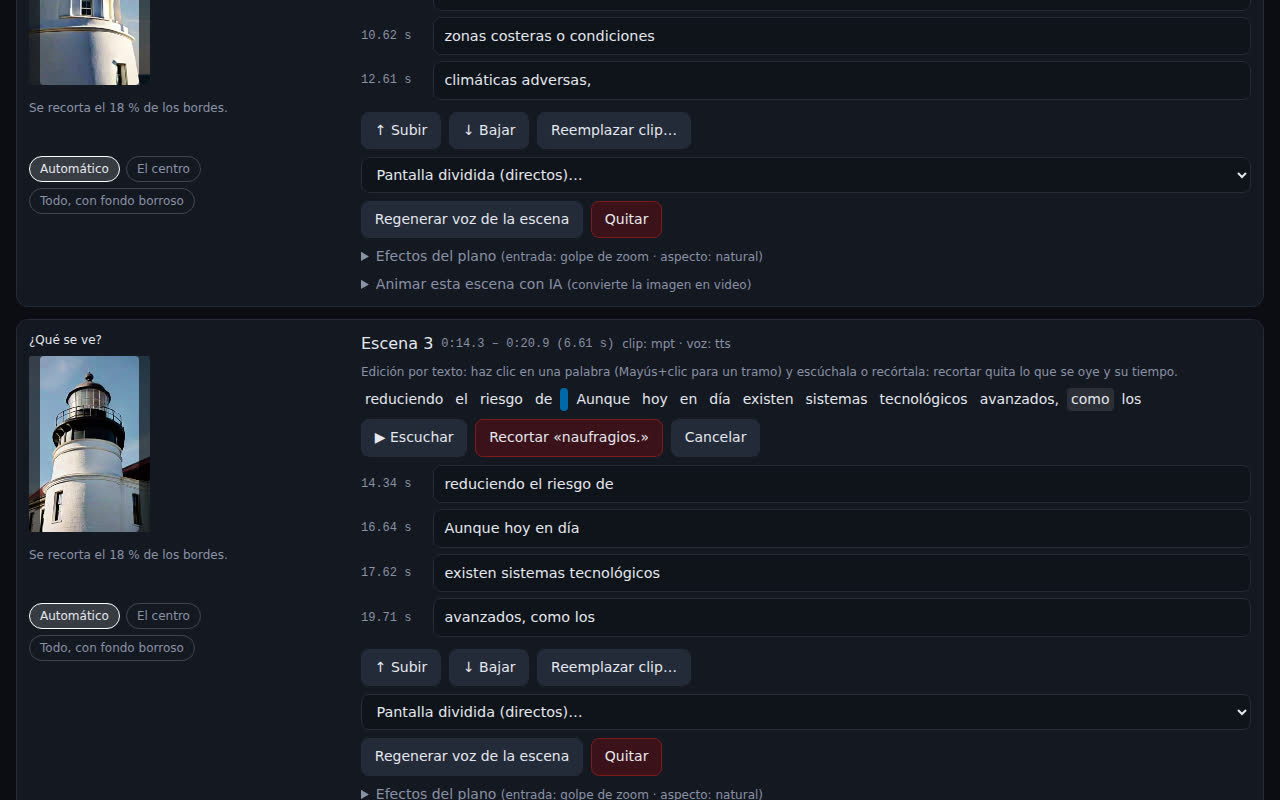 10.62 s zonas costeras o condiciones
12.61 s climáticas adversas,
Se recorta el 18 % de los bordes.
↑ Subir ↓ Bajar Reemplazar clip…
Automático El centro
Pantalla dividida (directos)…
Todo, con fondo borroso
Regenerar voz de la escena Quitar
▶ Efectos del plano (entrada: golpe de zoom · aspecto: natural)
▶ Animar esta escena con IA (convierte la imagen en video)
¿Qué se ve?
Escena 3 0:14.3 – 0:20.9 (6.61 s) clip: mpt · voz: tts
Edición por texto: haz clic en una palabra (Mayús+clic para un tramo) y escúchala o recórtala: recortar quita lo que se oye y su tiempo.
reduciendo el riesgo de Aunque hoy en día existen sistemas tecnológicos avanzados, como los
▶ Escuchar Recortar «naufragios.» Cancelar
14.34 s reduciendo el riesgo de
16.64 s Aunque hoy en día
Se recorta el 18 % de los bordes.
17.62 s existen sistemas tecnológicos
19.71 s avanzados, como los
Automático El centro
Todo, con fondo borroso
↑ Subir ↓ Bajar Reemplazar clip…
Pantalla dividida (directos)…
Regenerar voz de la escena Quitar
▶ Efectos del plano (entrada: golpe de zoom · aspecto: natural)